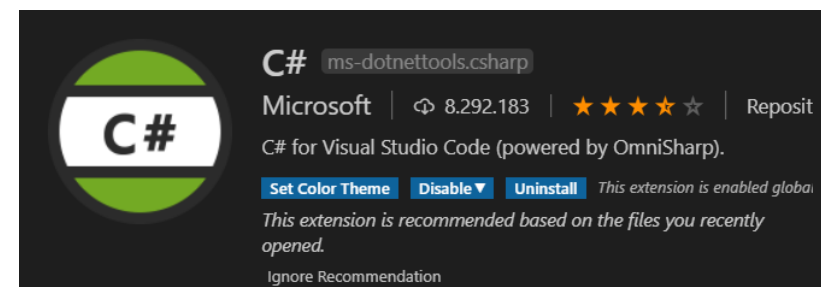 C#
C# ms-dotnettools.csharp
Microsoft 8.292.183 Reposit
C# for Visual Studio Code (powered by OmniSharp).
Set Color Theme Disable Uninstall This extension is enabled global
This extension is recommended based on the files you recently
opened.
Ignore Recommendation